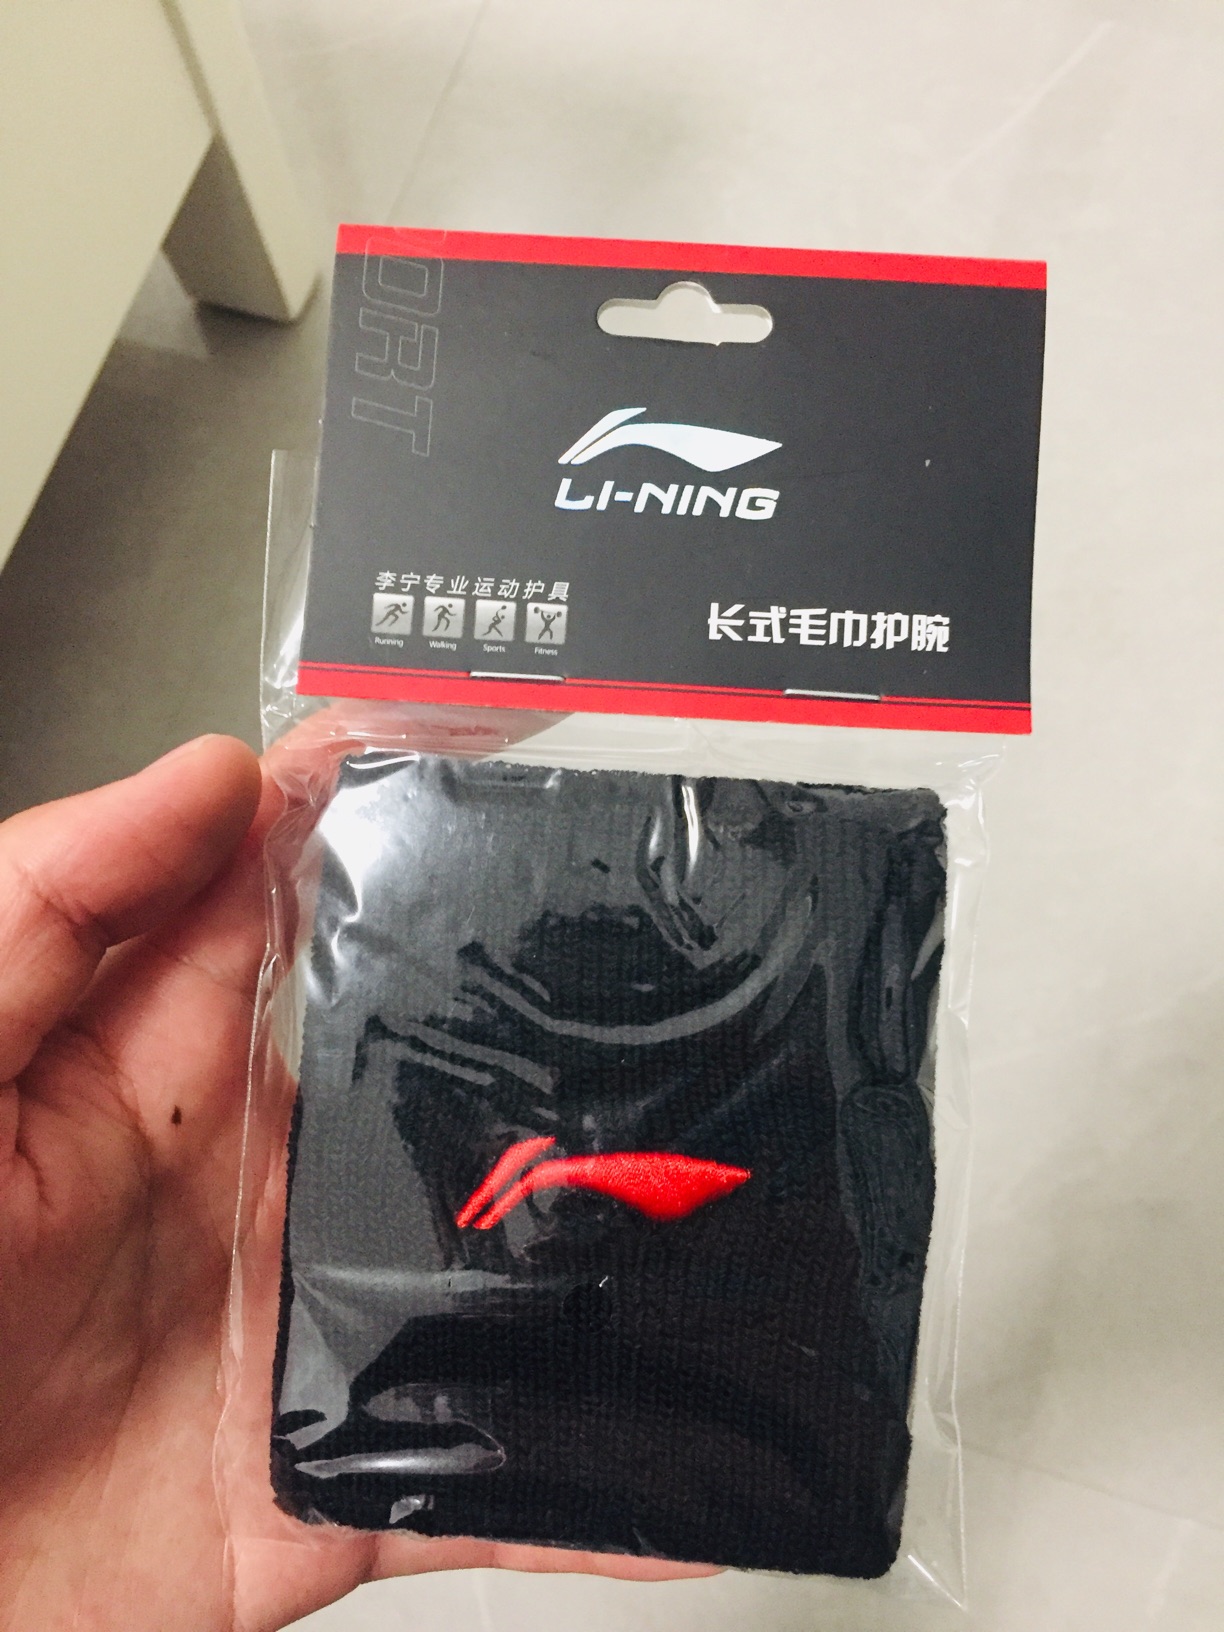 ORT
LI-NING
李宁专业运动护具
Running Walking Sports Fitness
长式毛巾护腕